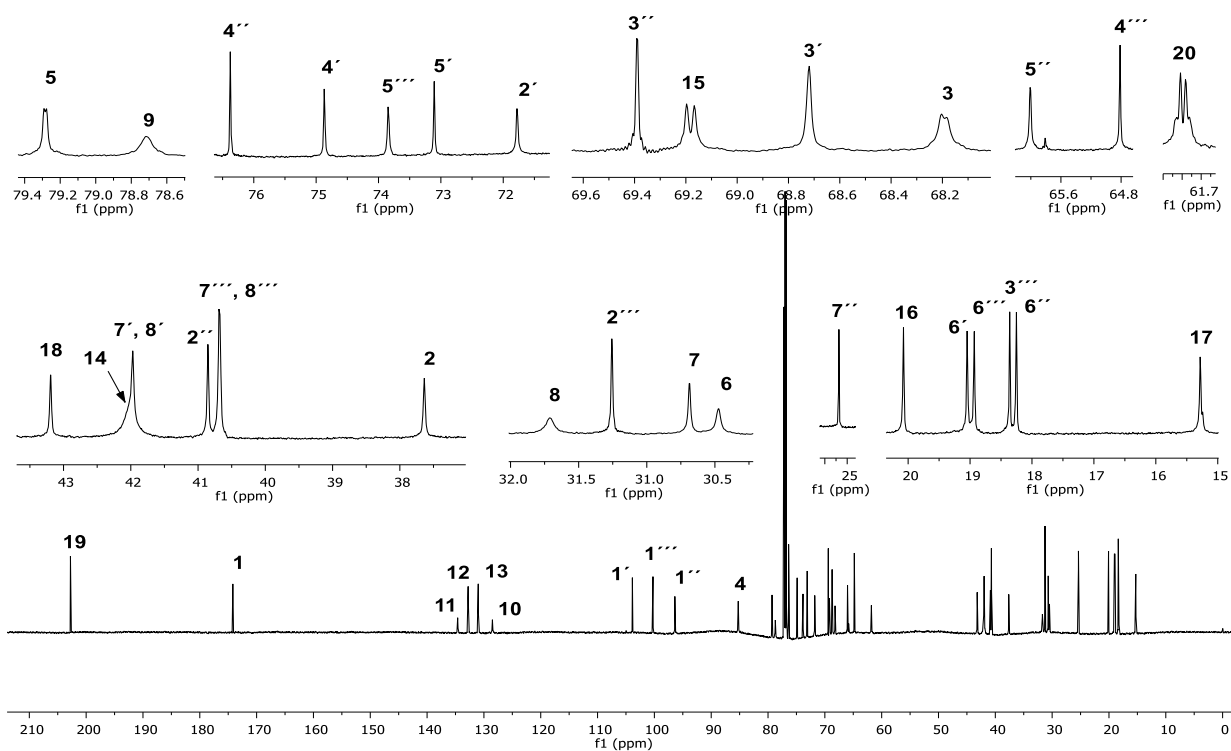 5 9 4´´ 4´ 5´´´ 5´ 2´ 3´´ 15 3´ 3 5´´ 4´´´ 20
79.4 79.2 79.0 78.8 78.6 76 75 74 73 72 69.6 69.4 69.2 69.0 68.8 68.6 68.4 68.2 65.6 64.8 61.7
f1 (ppm) f1 (ppm) f1 (ppm) f1 (ppm) f1 (ppm)
18 14 7´, 8´ 2´´ 7´´´, 8´´´ 2 8 2´´´ 7 6 7´´ 16 6´ 6´´´ 3´´´ 6´´ 17
43 42 41 40 39 38 32.0 31.5 31.0 30.5 25 20 19 18 17 16 15
f1 (ppm) f1 (ppm) f1 (ppm) f1 (ppm)
19 1 11 12 13 10 1´ 1´´´ 1´´ 4
210 200 190 180 170 160 150 140 130 120 110 100 90 80 70 60 50 40 30 20 10 0
f1 (ppm)